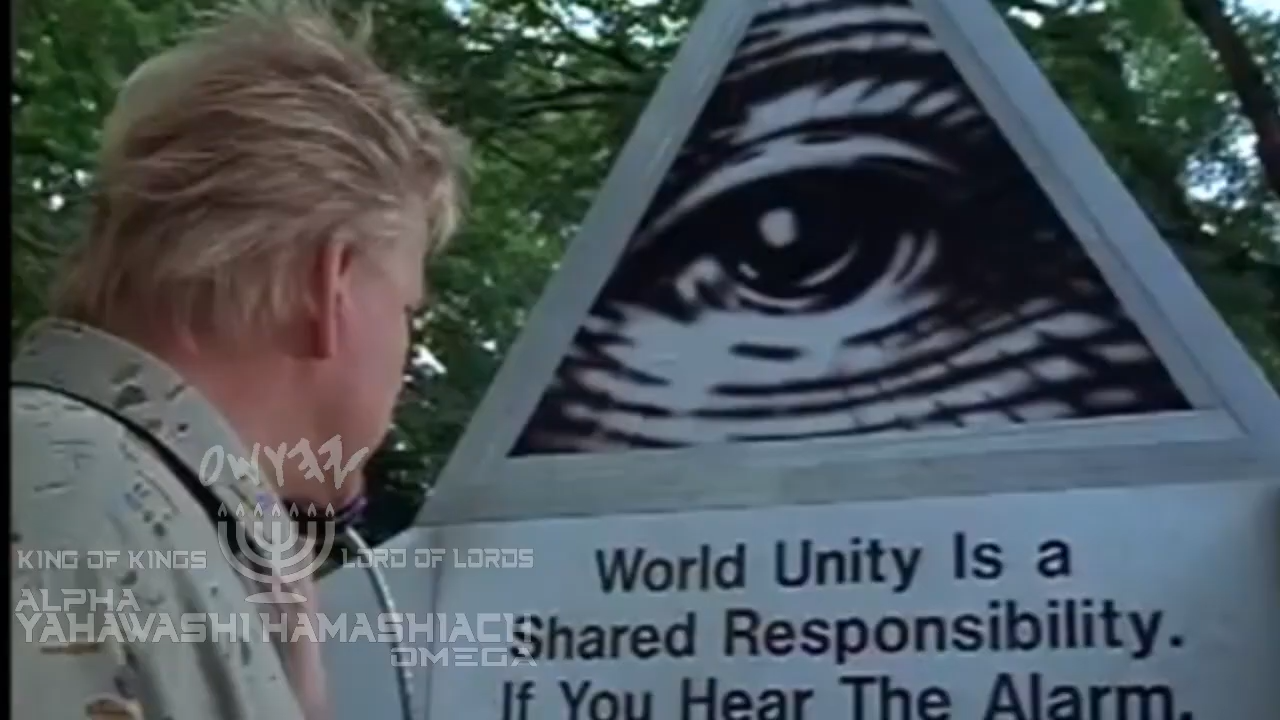 World Unity Is a
Shared Responsibility.
If You Hear The Alarm,
KING OF KINGS
LORD OF LORDS
ALPHA
YAHAWASHI HAMASHIACH
OMEGA